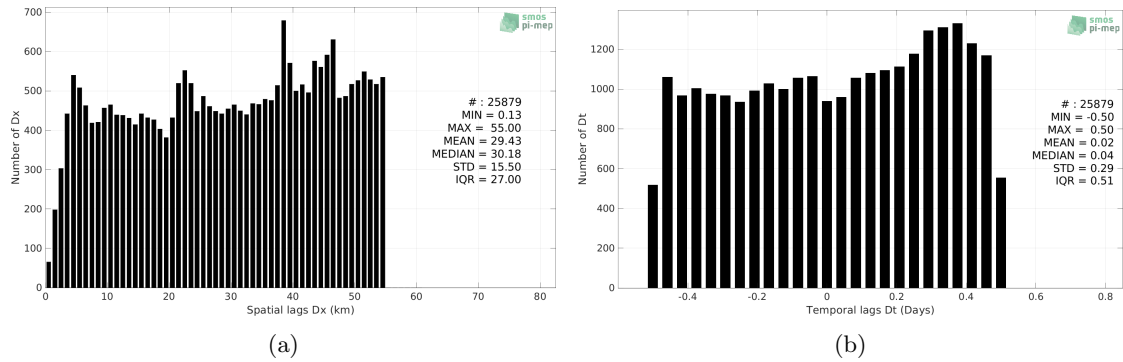 700
600
500
400
300
200
100
0
Number of Dx
0 10 20 30 40 50 60 70 80
Spatial lags Dx (km)
smos
pi-mep
# : 25879
MIN = 0.13
MAX = 55.00
MEAN = 29.43
MEDIAN = 30.18
STD = 15.50
IQR = 27.00
(a)
1200
1000
800
600
400
200
0
Number of Dt
-0.4 -0.2 0 0.2 0.4 0.6 0.8
Temporal lags Dt (Days)
smos
pi-mep
# : 25879
MIN = -0.50
MAX = 0.50
MEAN = 0.02
MEDIAN = 0.04
STD = 0.29
IQR = 0.51
(b)